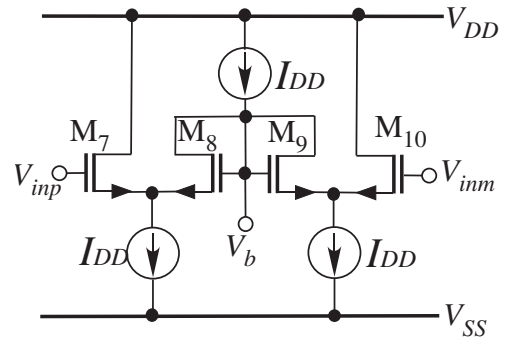 V_DD
I_DD
M_7
M_8
M_9
M_10
V_inp
V_inm
I_DD
V_b
I_DD
V_SS